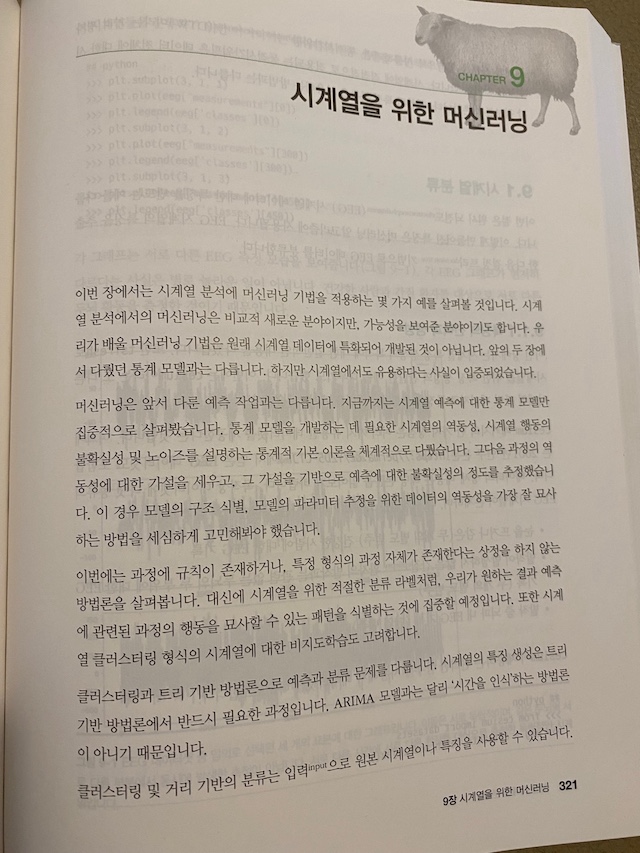 CHAPTER 9
시계열을 위한 머신러닝
이번 장에서는 시계열 분석에 머신러닝 기법을 적용하는 몇 가지 예를 살펴볼 것입니다. 시계
열 분석에서의 머신러닝은 비교적 새로운 분야이지만, 가능성을 보여준 분야이기도 합니다. 우
리가 배울 머신러닝 기법은 원래 시계열 데이터에 특화되어 개발된 것이 아닙니다. 앞의 두 장에
서 다뤘던 통계 모델과는 다릅니다. 하지만 시계열에서도 유용하다는 사실이 입증되었습니다.
머신러닝은 앞서 다룬 예측 작업과는 다릅니다. 지금까지는 시계열 예측에 대한 통계 모델만
집중적으로 살펴봤습니다. 통계 모델을 개발하는 데 필요한 시계열의 역동성, 시계열 행동의
불확실성 및 노이즈를 설명하는 통계적 기본 이론을 체계적으로 다뤘습니다. 그다음 과정의 역
동성에 대한 가설을 세우고, 그 가설을 기반으로 예측에 대한 불확실성의 정도를 추정했습니
다. 이 경우 모델의 구조 식별, 모델의 파라미터 추정을 위한 데이터의 역동성을 가장 잘 묘사
하는 방법을 세심하게 고민해봐야 했습니다.
이번에는 과정에 규칙이 존재하거나, 특정 형식의 과정 자체가 존재한다는 상정을 하지 않는
방법론을 살펴봅니다. 대신에 시계열을 위한 적절한 분류 라벨처럼, 우리가 원하는 결과 예측
에 관련된 과정의 행동을 묘사할 수 있는 패턴을 식별하는 것에 집중할 예정입니다. 또한 시계
열 클러스터링 형식의 시계열에 대한 비지도학습도 고려합니다.
클러스터링과 트리 기반 방법론으로 예측과 분류 문제를 다룹니다. 시계열의 특징 생성은 트리
기반 방법론에서 반드시 필요한 과정입니다. ARIMA 모델과는 달리 '시간을 인식'하는 방법론
이 아니기 때문입니다.
클러스터링 및 거리 기반의 분류는 입력input으로 원본 시계열이나 특징을 사용할 수 있습니다.
9장 시계열을 위한 머신러닝 321